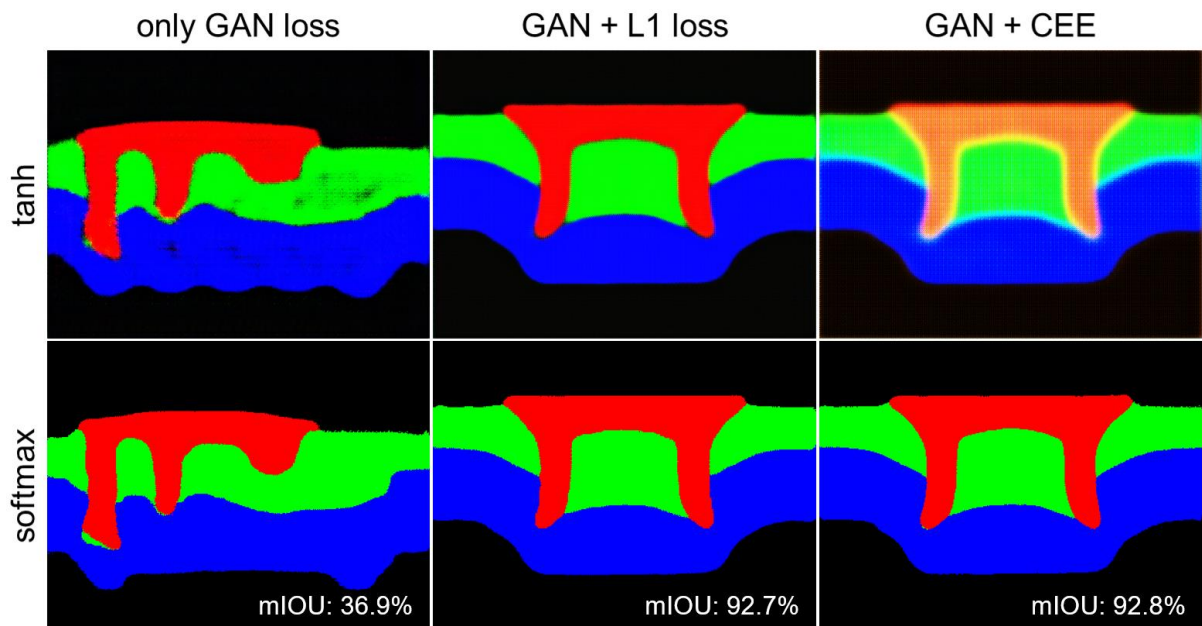 only GAN loss
GAN + L1 loss
GAN + CEE
tanh
softmax
mIOU: 36.9%
mIOU: 92.7%
mIOU: 92.8%